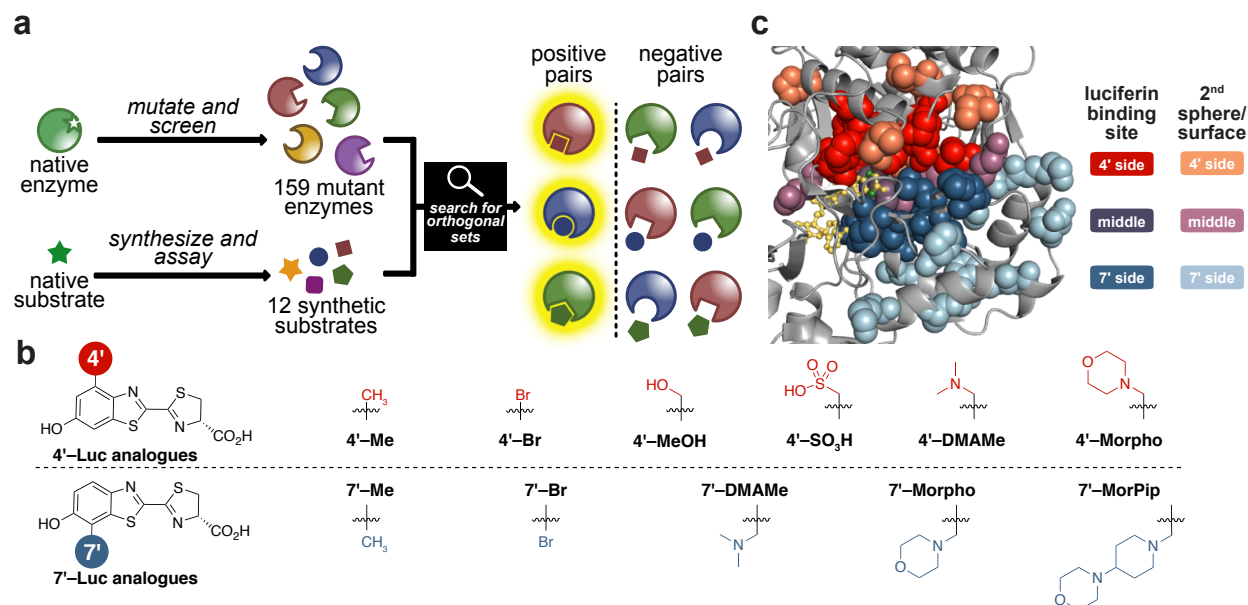 a
native
enzyme
mutate and
screen
159 mutant
enzymes
native
substrate
synthesize and
assay
12 synthetic
substrates
search for
orthogonal
sets
positive
pairs
negative
pairs
c
luciferin
binding
site
2nd
sphere/
surface
4' side
4' side
middle
middle
7' side
7' side
b
4'
N
S
HO
S
N
CO2H
4'–Luc analogues
CH3
4'–Me
Br
4'–Br
HO
4'–MeOH
O O
HO S
4'–SO3H
N
4'–DMAMe
O
N
4'–Morpho
N
S
HO
S
N
CO2H
7'
7'–Luc analogues
7'–Me
CH3
7'–Br
Br
7'–DMAMe
N
7'–Morpho
N
O
7'–MorPip
N
N
O